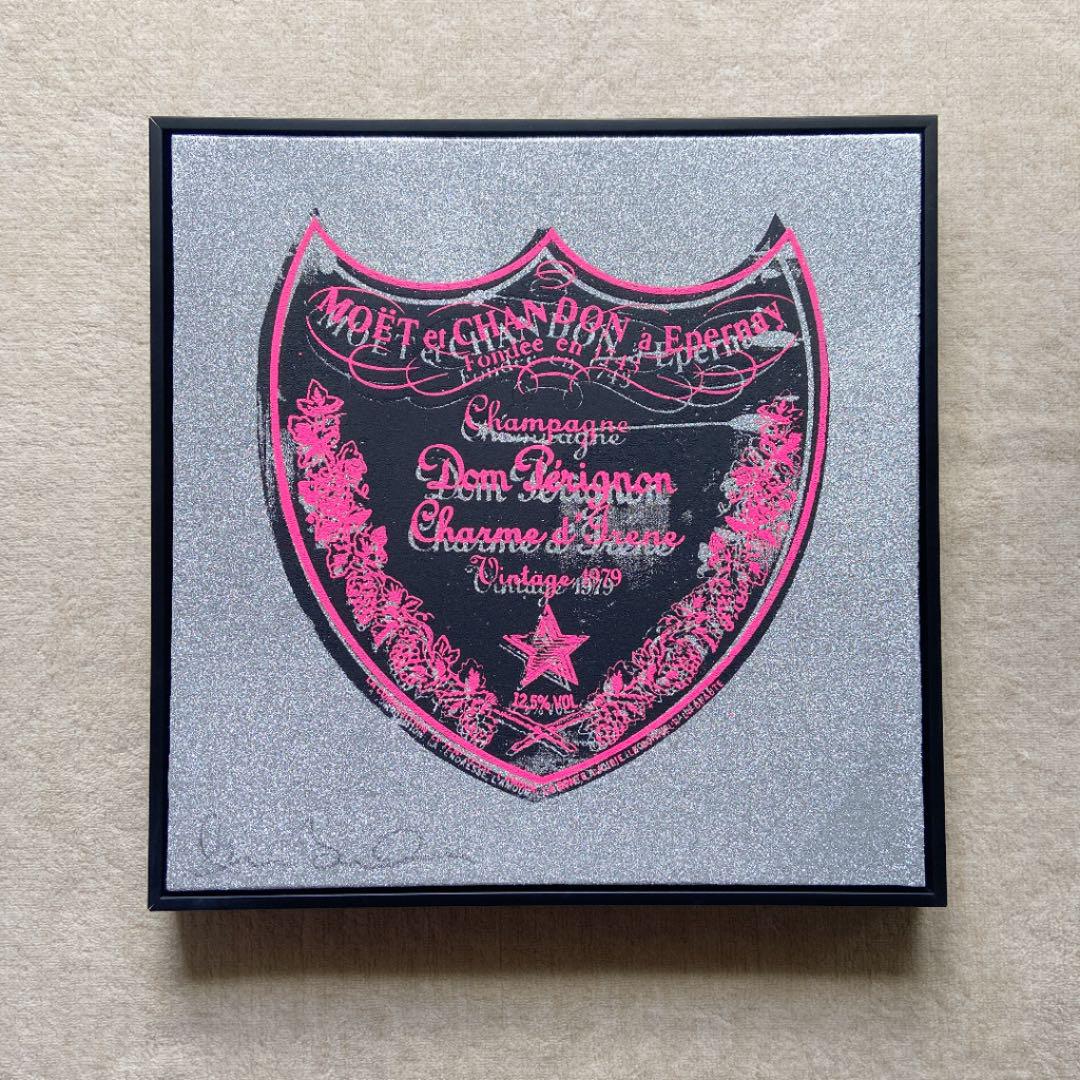 MOËT et CHANDON à Epernay
Fondée en 1743
Champagne
Dom Pérignon
Charme d'Irene
Vintage 1979
12,5% VOL